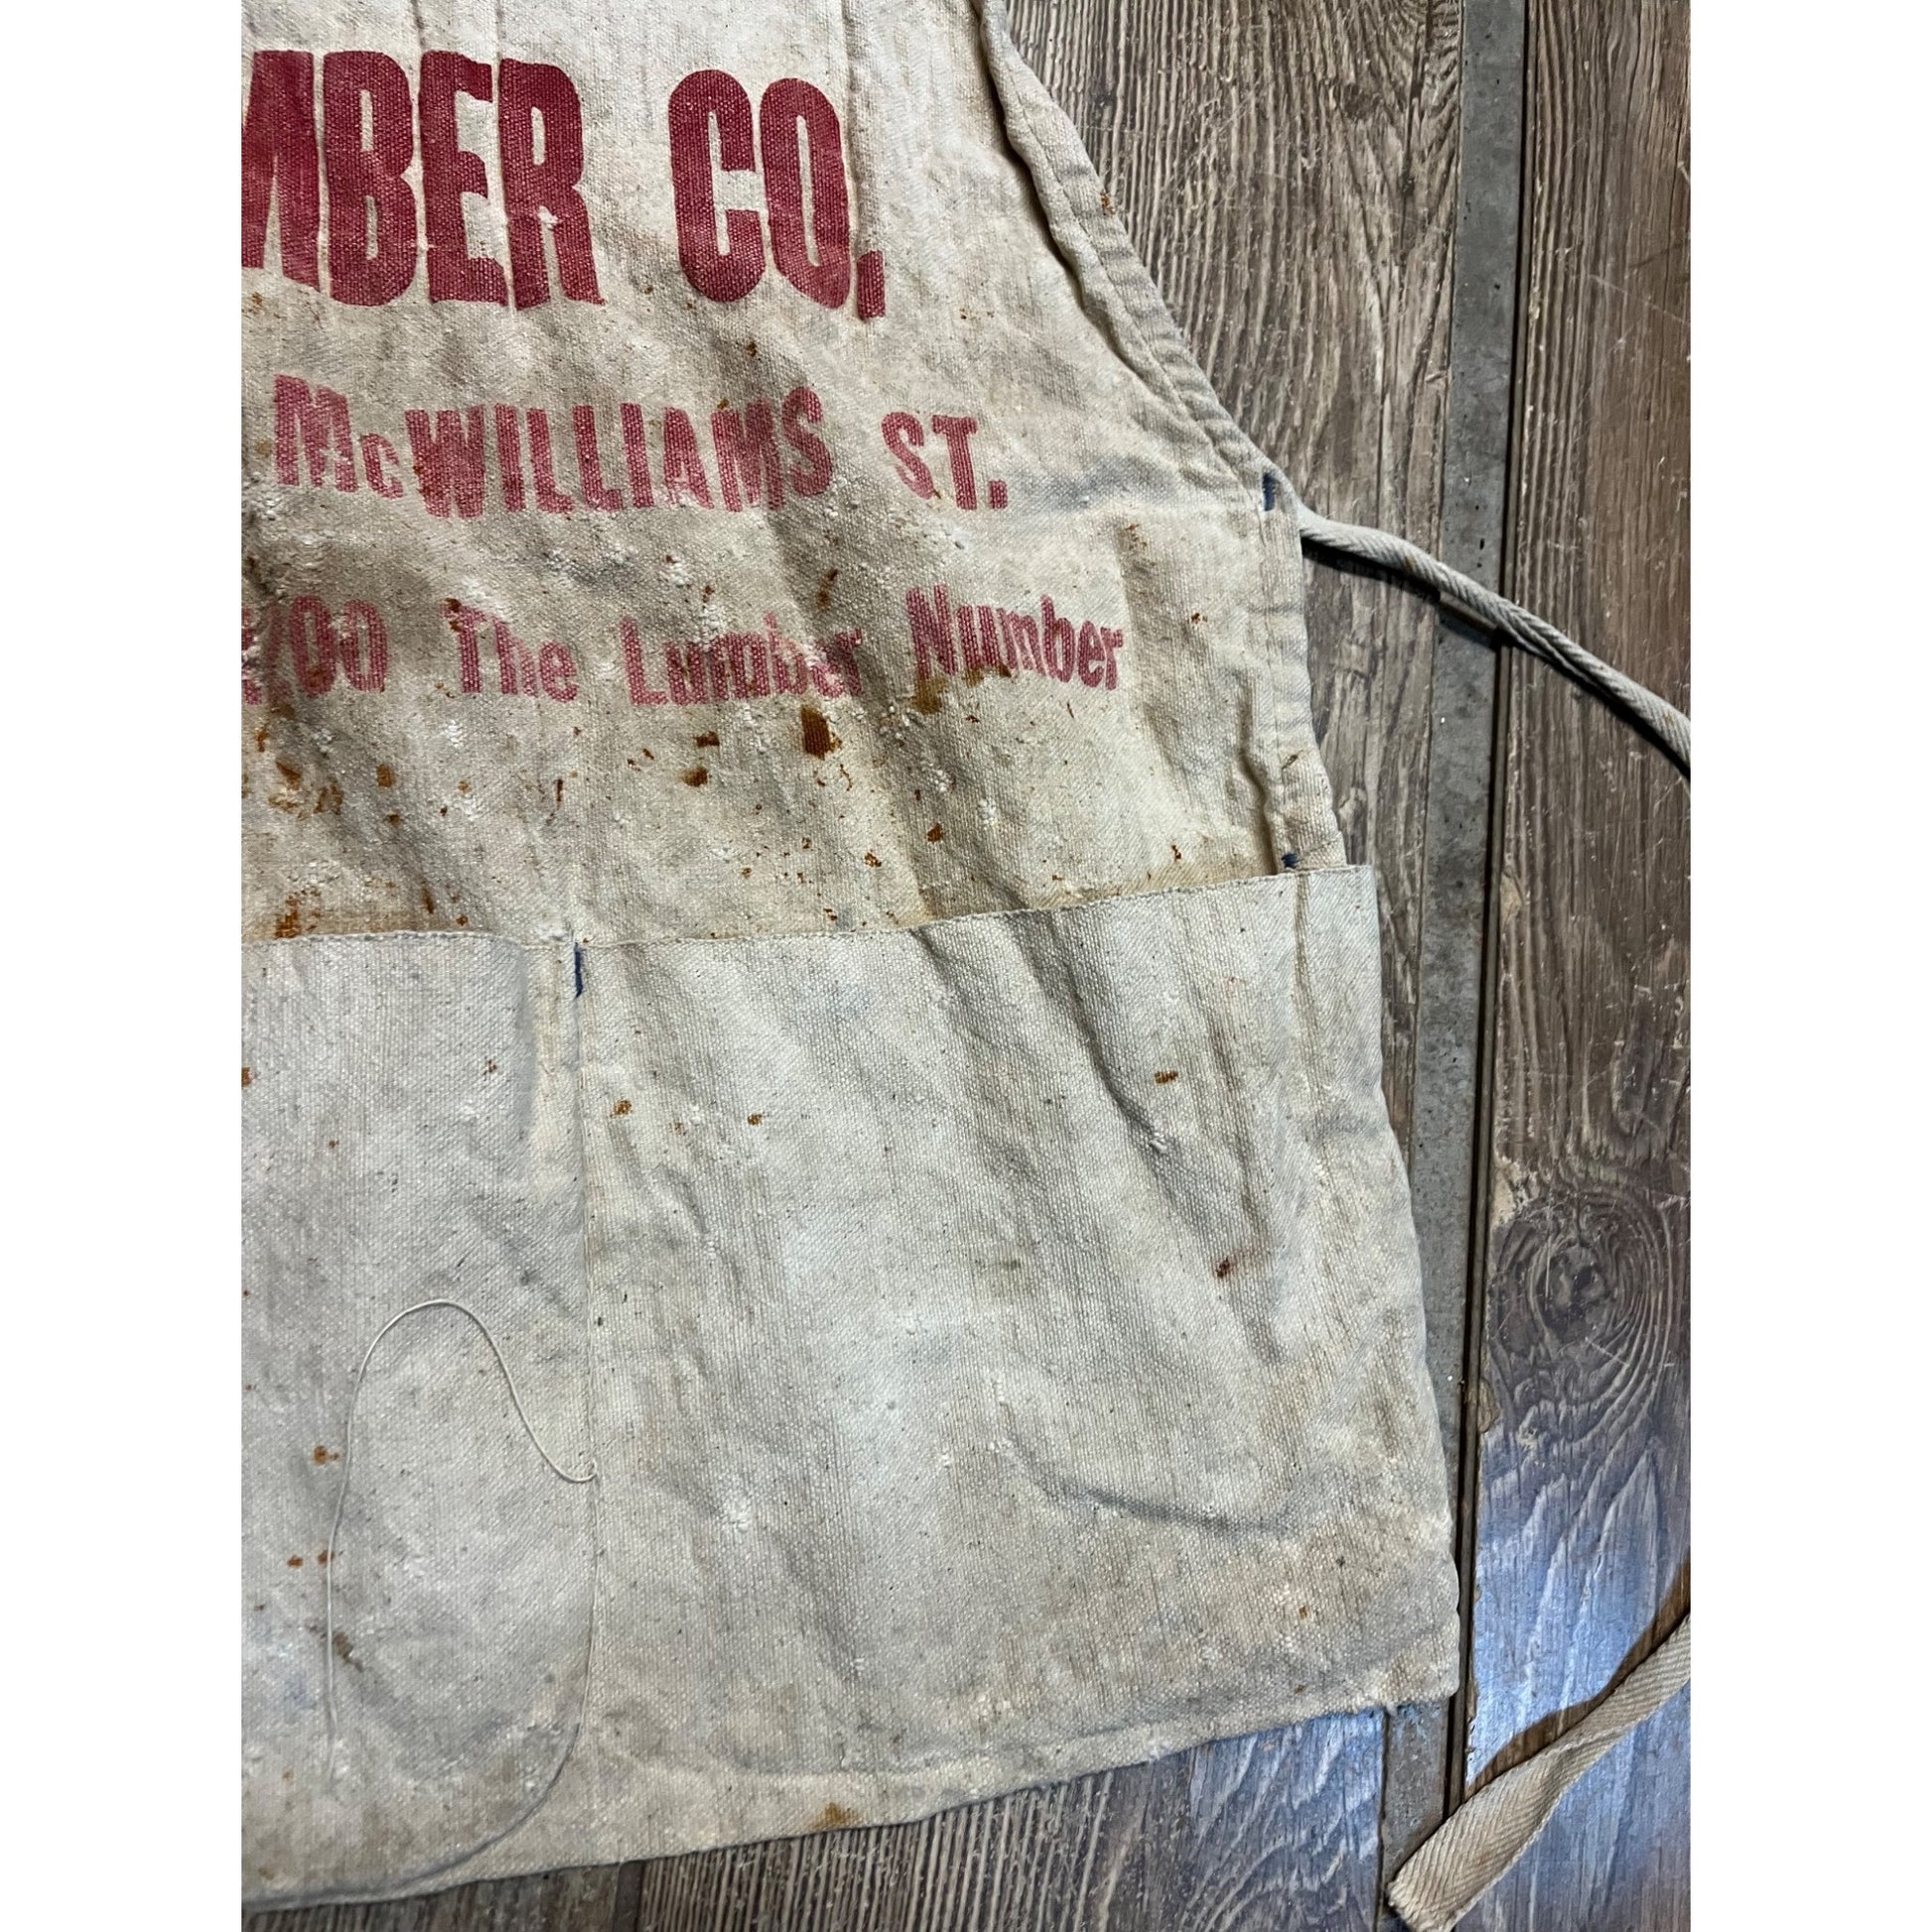 MBER CO.
McWILLIAMS ST.
00 The Lumber Number